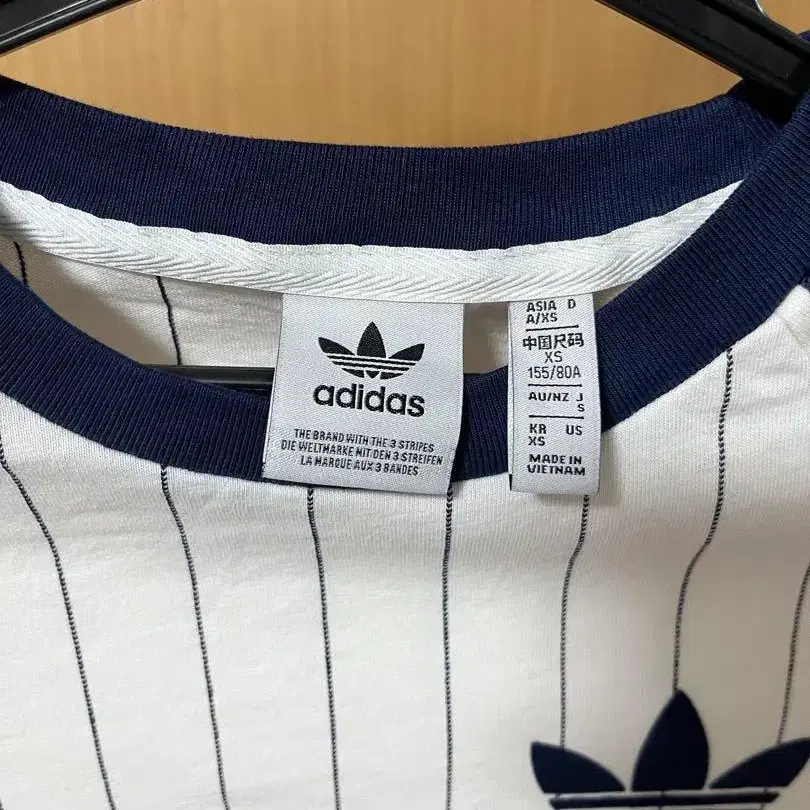 adidas
THE BRAND WITH THE 3 STRIPES
DIE WELTMARKE MIT DEN 3 STREIFEN
LA MARQUE AUX 3 BANDES
ASIA D
A/XS
中国尺码
XS
155/80A
AU/NZ J
S
KR US
XS
MADE IN
VIETNAM